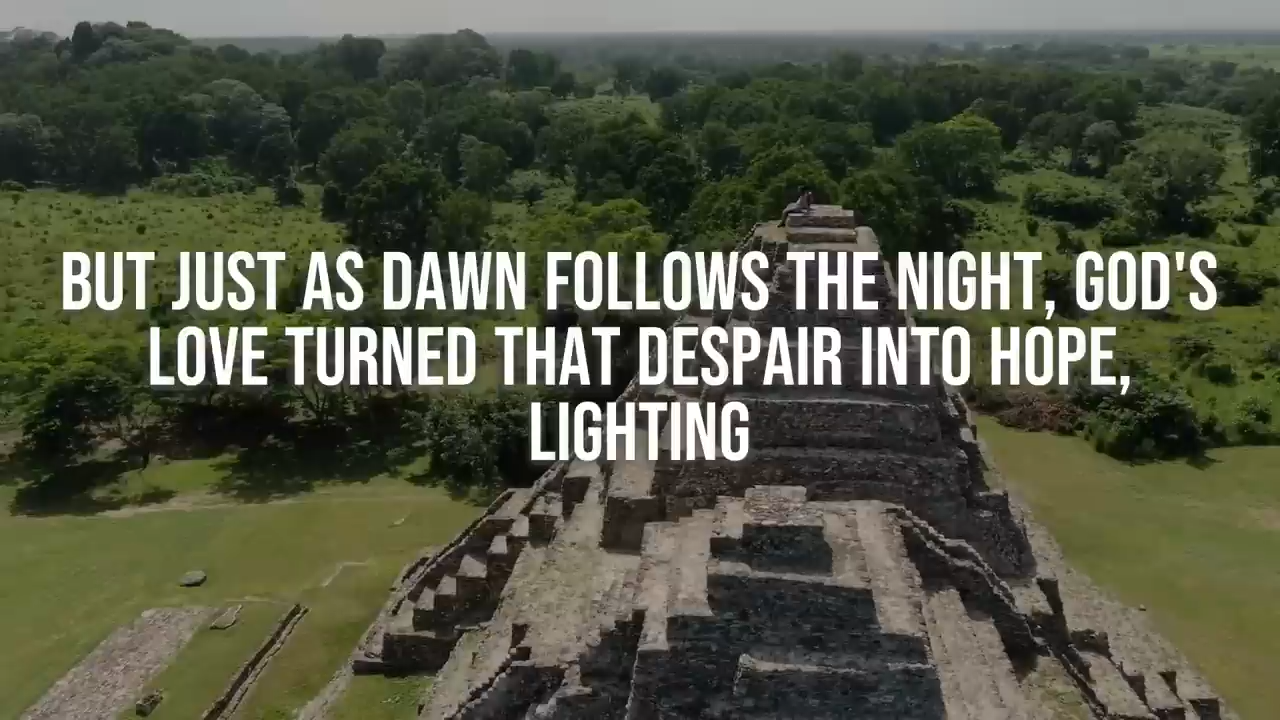 BUT JUST AS DAWN FOLLOWS THE NIGHT, GOD'S
LOVE TURNED THAT DESPAIR INTO HOPE,
LIGHTING